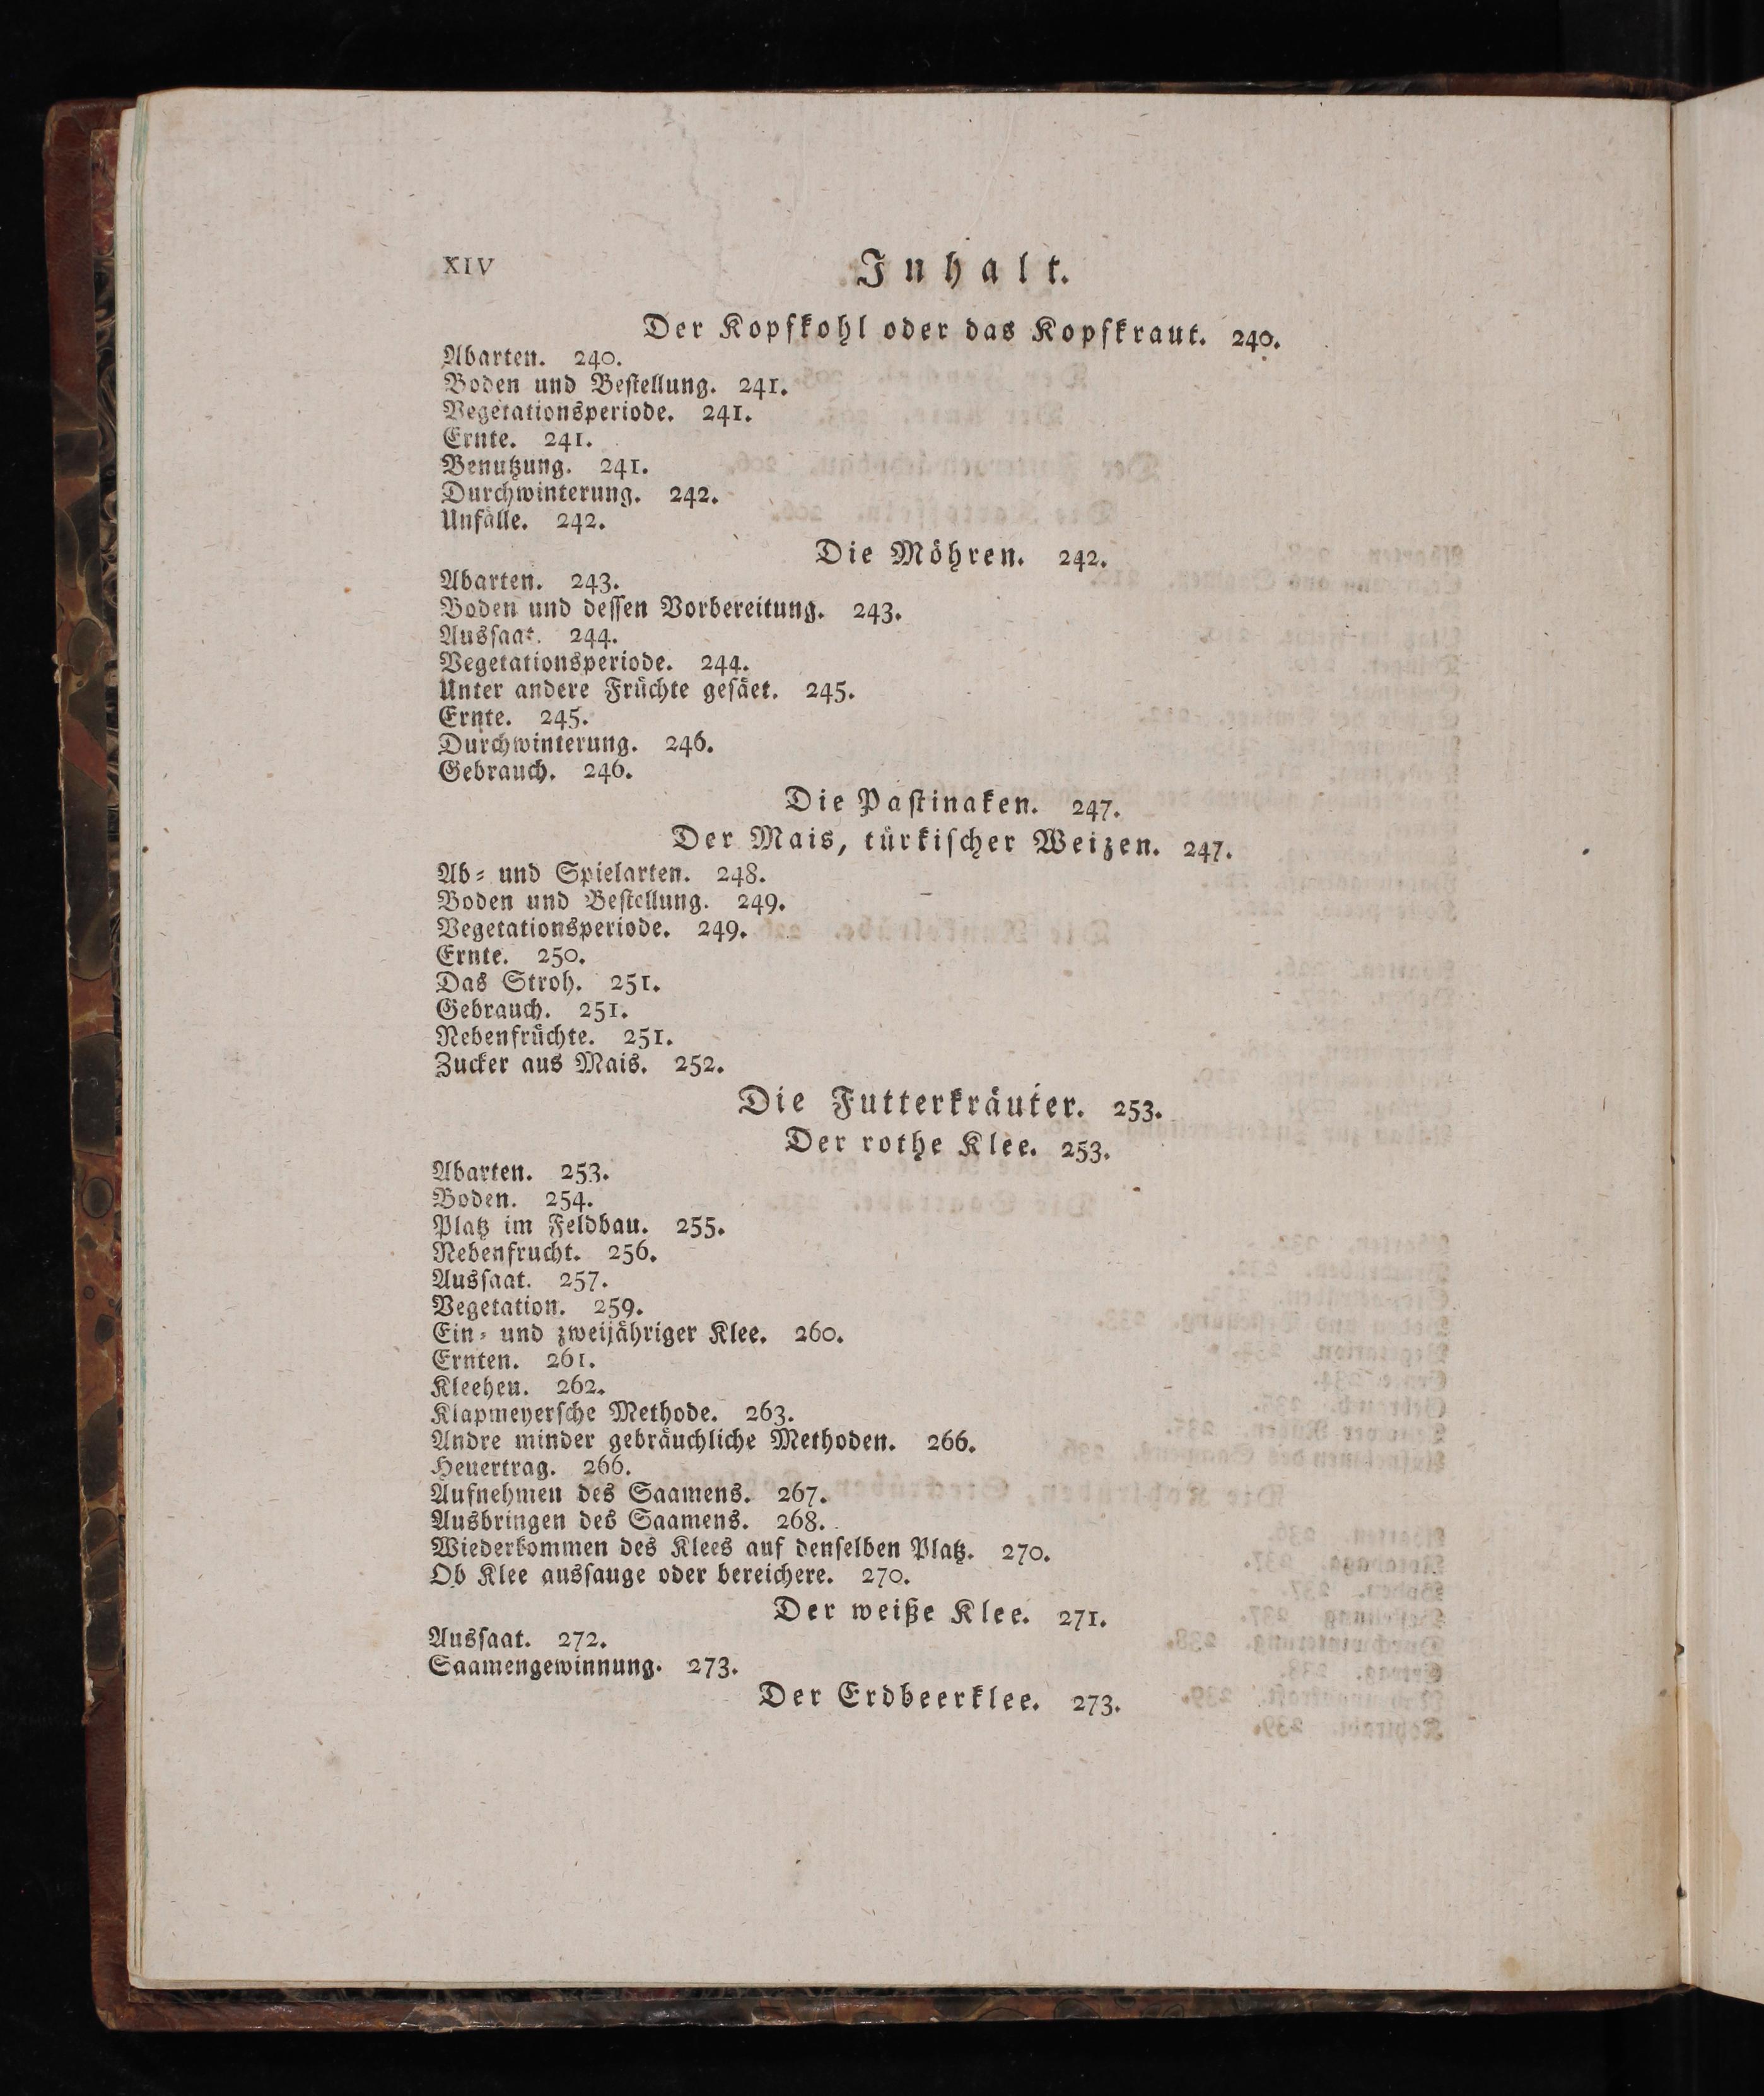 XIV
Inhalt.
Der Kopfkohl oder das Kopfkraut. 240.
Abarten. 240.
Boden und Beſtellung. 241.
Vegetationsperiode. 241.
Ernte. 241.
Benutzung. 241.
Durchwinterung. 242.
Unfälle. 242.
Die Möhren. 242.
Abarten. 243.
Boden und deſſen Vorbereitung. 243.
Ausſaat. 244.
Vegetationsperiode. 244.
Unter andere Früchte geſäet. 245.
Ernte. 245.
Durchwinterung. 246.
Gebrauch. 246.
Die Paſtinaken. 247.
Der Mais, türkiſcher Weizen. 247.
Ab- und Spielarten. 248.
Boden und Beſtellung. 249.
Vegetationsperiode. 249.
Ernte. 250.
Das Stroh. 251.
Gebrauch. 251.
Nebenfrüchte. 251.
Zucker aus Mais. 252.
Die Futterkräuter. 253.
Der rothe Klee. 253.
Abarten. 253.
Boden. 254.
Platz im Feldbau. 255.
Nebenfrucht. 256.
Ausſaat. 257.
Vegetation. 259.
Ein- und zweijähriger Klee. 260.
Ernten. 261.
Kleeheu. 262.
Klapmeyerſche Methode. 263.
Andre minder gebräuchliche Methoden. 266.
Heuertrag. 266.
Aufnehmen des Saamens. 267.
Ausbringen des Saamens. 268.
Wiederkommen des Klees auf denſelben Platz. 270.
Ob Klee ausſauge oder bereichere. 270.
Der weiße Klee. 271.
Ausſaat. 272.
Saamengewinnung. 273.
Der Erdbeerklee. 273.